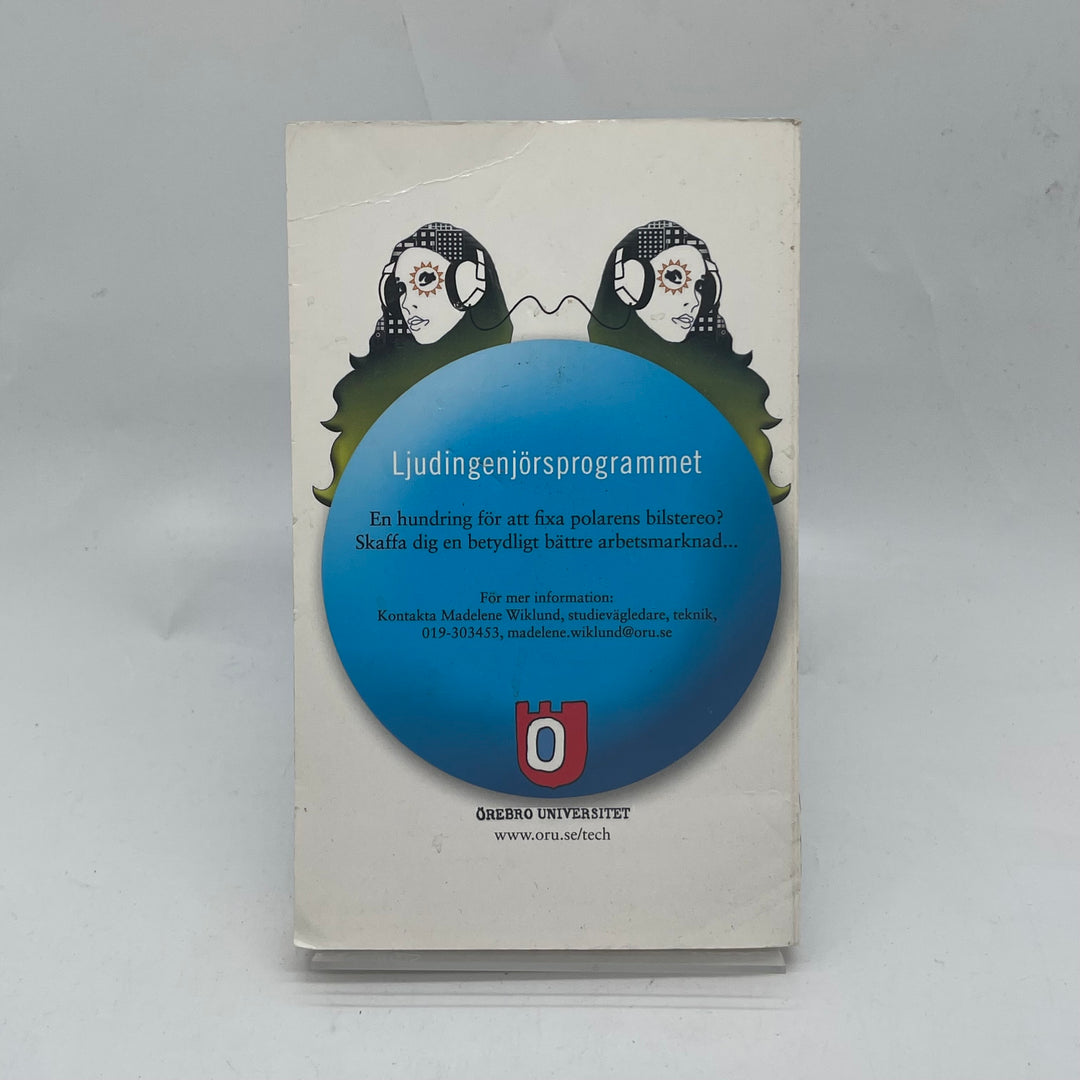 Ljudingenjörsprogrammet
En hundring för att fixa polarens bilstereo?
Skaffa dig en betydligt bättre arbetsmarknad...
För mer information:
Kontakta Madelene Wiklund, studievägledare, teknik,
019-303453, madelene.wiklund@oru.se
Ö
ÖREBRO UNIVERSITET
www.oru.se/tech